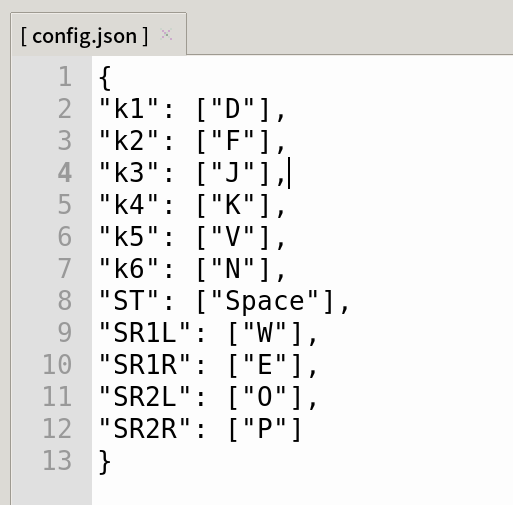 [ config.json ] ×
1 {
2 "k1": ["D"],
3 "k2": ["F"],
4 "k3": ["J"],
5 "k4": ["K"],
6 "k5": ["V"],
7 "k6": ["N"],
8 "ST": ["Space"],
9 "SR1L": ["W"],
10 "SR1R": ["E"],
11 "SR2L": ["O"],
12 "SR2R": ["P"]
13 }